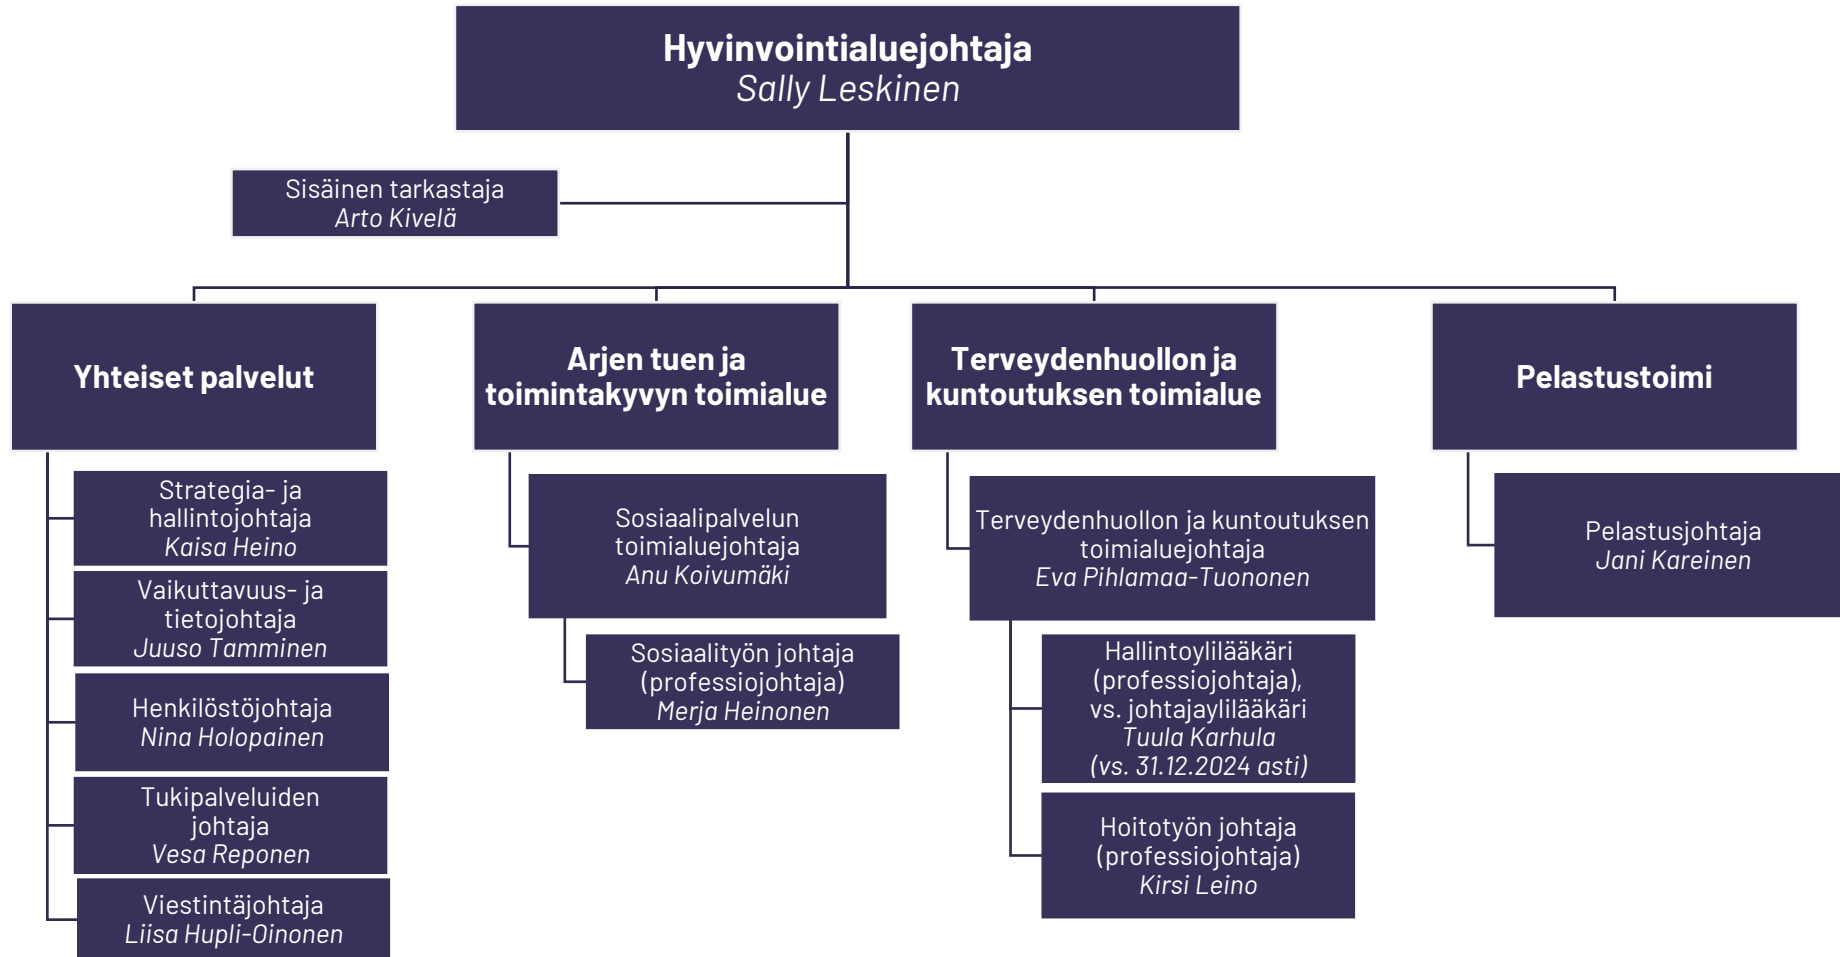 Hyvinvointialuejohtaja
Sally Leskinen
Sisäinen tarkastaja
Arto Kivelä
Yhteiset palvelut
Strategia- ja
hallintojohtaja
Kaisa Heino
Vaikuttavuus- ja
tietojohtaja
Juuso Tamminen
Henkilöstöjohtaja
Nina Holopainen
Tukipalveluiden
johtaja
Vesa Reponen
Viestintäjohtaja
Liisa Hupli-Oinonen
Arjen tuen ja
toimintakyvyn toimialue
Sosiaalipalvelun
toimialuejohtaja
Anu Koivumäki
Sosiaalityön johtaja
(professiojohtaja)
Merja Heinonen
Terveydenhuollon ja
kuntoutuksen toimialue
Terveydenhuollon ja kuntoutuksen
toimialuejohtaja
Eva Pihlamaa-Tuononen
Hallintoylilääkäri
(professiojohtaja),
vs. johtajaylilääkäri
Tuula Karhula
(vs. 31.12.2024 asti)
Hoitotyön johtaja
(professiojohtaja)
Kirsi Leino
Pelastustoimi
Pelastusjohtaja
Jani Kareinen